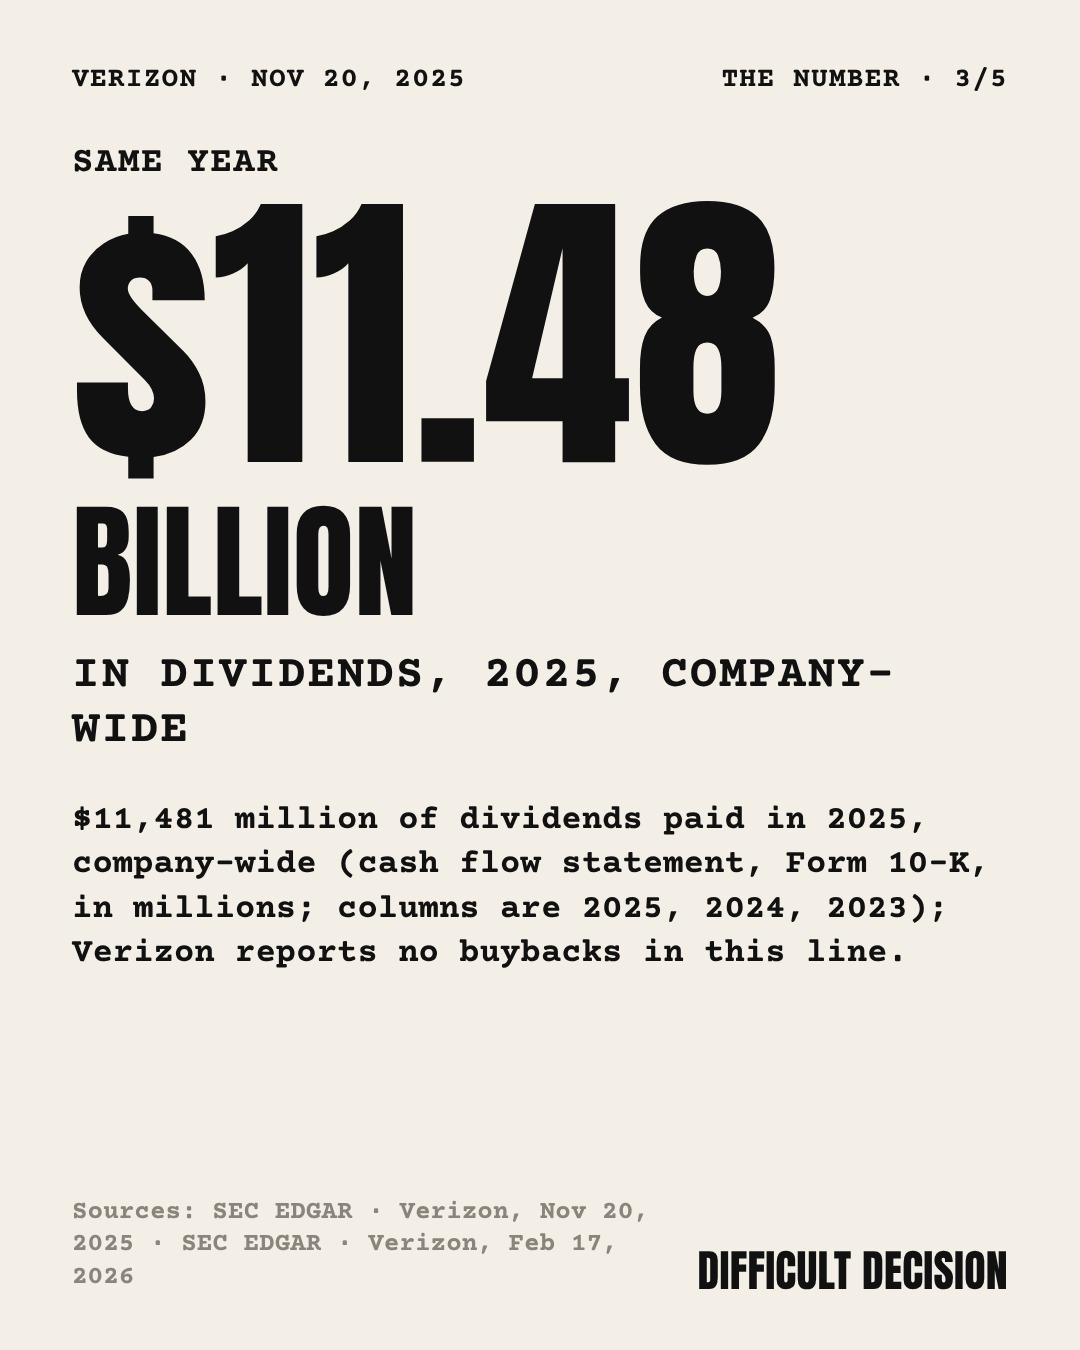 VERIZON · NOV 20, 2025
THE NUMBER · 3/5
SAME YEAR
$11.48
BILLION
IN DIVIDENDS, 2025, COMPANY-
WIDE
$11,481 million of dividends paid in 2025,
company-wide (cash flow statement, Form 10-K,
in millions; columns are 2025, 2024, 2023);
Verizon reports no buybacks in this line.
Sources: SEC EDGAR · Verizon, Nov 20,
2025 · SEC EDGAR · Verizon, Feb 17,
2026
DIFFICULT DECISION